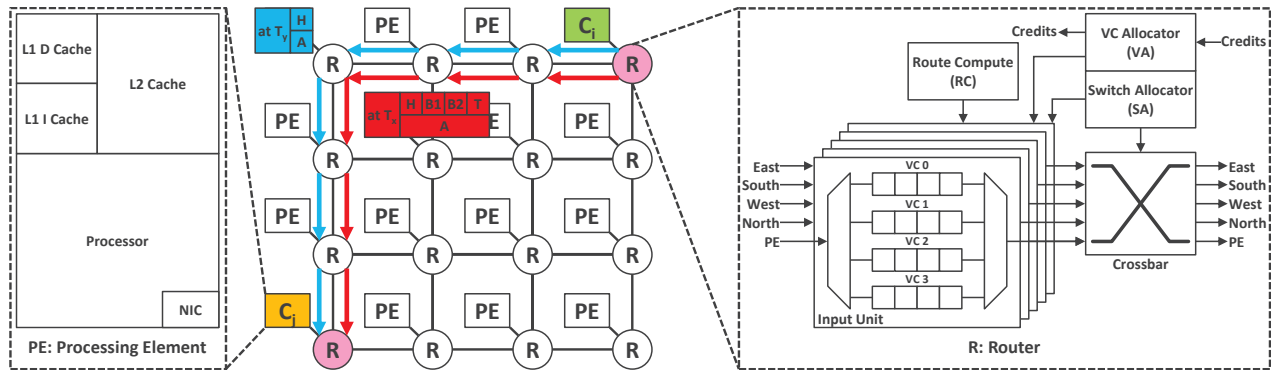 L1 D Cache
L1 I Cache
L2 Cache
Processor
NIC
PE: Processing Element
at Tγ
H
A
PE
PE
Ci
R
R
R
R
at Tx
H B1 B2 T
A
PE
PE
PE
PE
R
R
R
R
PE
PE
PE
PE
R
R
R
R
Cj
PE
PE
PE
R
R
R
R
Credits
VC Allocator
(VA)
Credits
Route Compute
(RC)
Switch Allocator
(SA)
East
South
West
North
PE
VC 0
VC 1
VC 2
VC 3
Input Unit
East
South
West
North
PE
Crossbar
R: Router